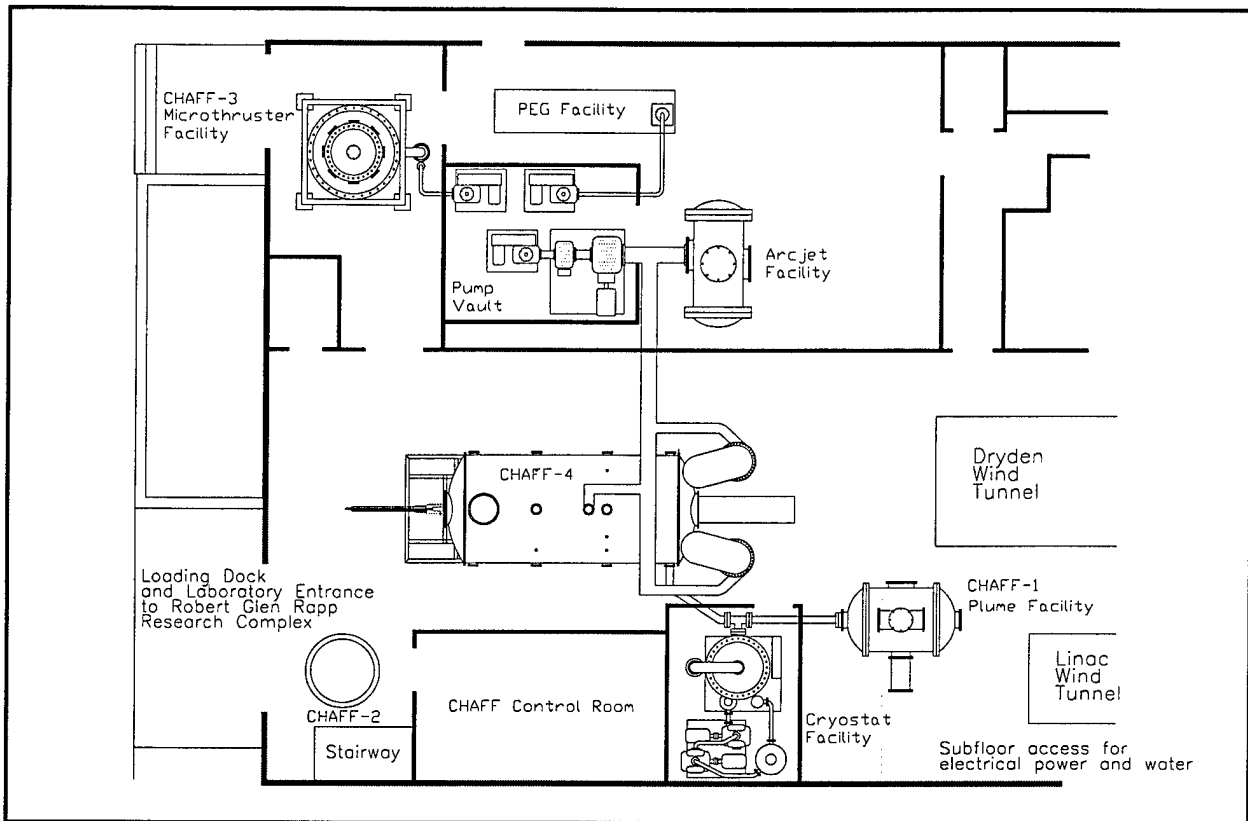 CHAFF-3
Microthruster
Facility
PEG Facility
Arcjet
Facility
Pump
Vault
CHAFF-4
Dryden
Wind
Tunnel
Loading Dock
and Laboratory Entrance
to Robert Glen Rapp
Research Complex
CHAFF-1
Plume Facility
Linac
Wind
Tunnel
CHAFF-2
CHAFF Control Room
Stairway
Cryostat
Facility
Subfloor access for
electrical power and water